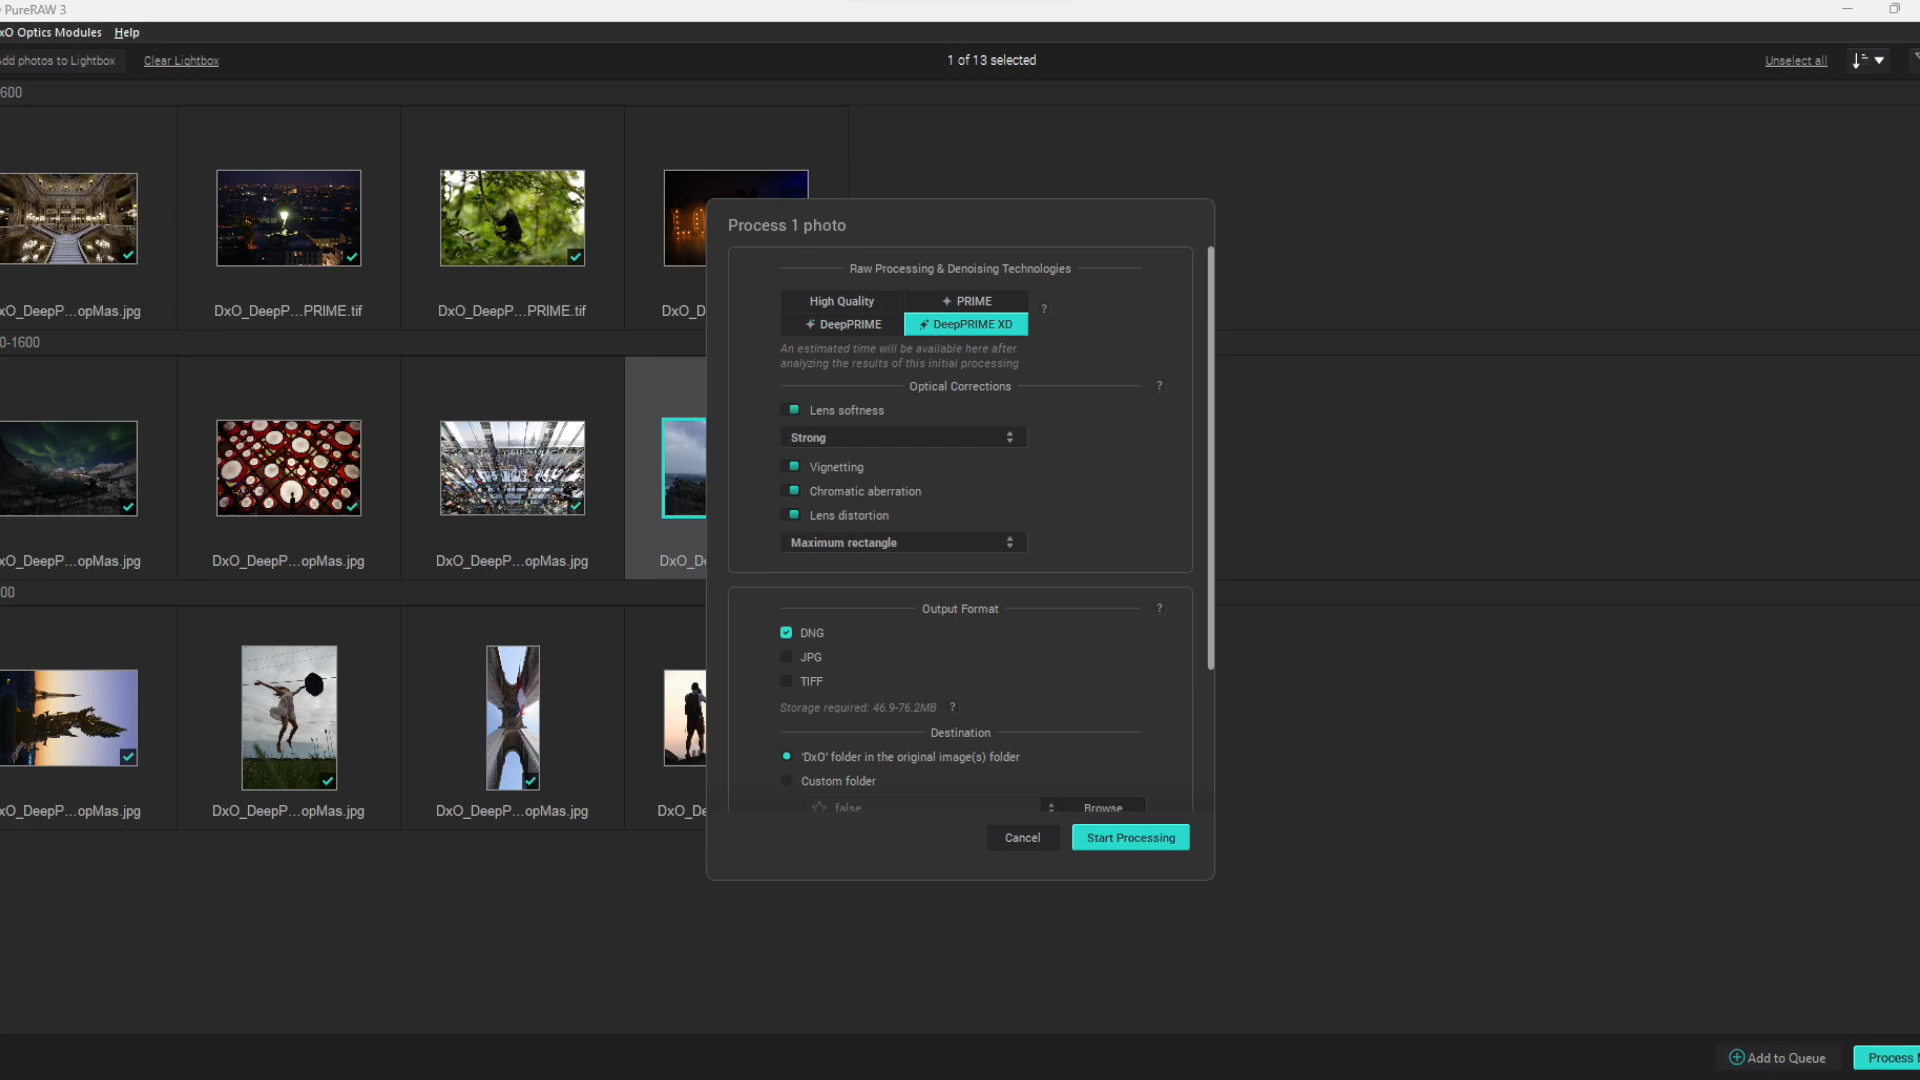 PureRAW 3
xO Optics Modules Help
dd photos to Lightbox Clear Lightbox 1 of 13 selected Unselect all
600
xO_DeepP...opMas.jpg DxO_DeepP...PRIME.tif DxO_DeepP...PRIME.tif DxO_D
0-1600
xO_DeepP...opMas.jpg DxO_DeepP...opMas.jpg DxO_DeepP...opMas.jpg DxO_De
00
xO_DeepP...opMas.jpg DxO_DeepP...opMas.jpg DxO_DeepP...opMas.jpg DxO_De
Process 1 photo
Raw Processing & Denoising Technologies
High Quality PRIME ?
DeepPRIME DeepPRIME XD
An estimated time will be available here after
analyzing the results of this initial processing
Optical Corrections ?
Lens softness
Strong
Vignetting
Chromatic aberration
Lens distortion
Maximum rectangle
Output Format ?
DNG
JPG
TIFF
Storage required: 46.9-76.2MB ?
Destination
'DxO' folder in the original image(s) folder
Custom folder
false Browse
Cancel Start Processing
Add to Queue Process